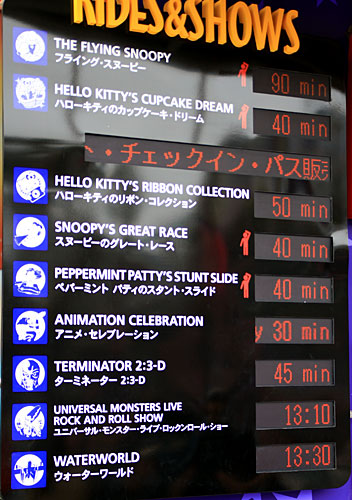 RIDES&SHOWS
THE FLYING SNOOPY
フライング・スヌーピー
90 min
HELLO KITTY'S CUPCAKE DREAM
ハローキティのカップケーキ・ドリーム
40 min
ト・チェックイン・パス販売
HELLO KITTY'S RIBBON COLLECTION
ハローキティのリボン・コレクション
50 min
SNOOPY'S GREAT RACE
スヌーピーのグレート・レース
40 min
PEPPERMINT PATTY'S STUNT SLIDE
ペパーミント パティのスタント・スライド
40 min
ANIMATION CELEBRATION
アニメ・セレブレーション
y 30 min
TERMINATOR 2:3-D
ターミネーター 2:3-D
45 min
UNIVERSAL MONSTERS LIVE
ROCK AND ROLL SHOW
ユニバーサル・モンスター・ライブ・ロックンロール・ショー
13:10
WATERWORLD
ウォーターワールド
13:30